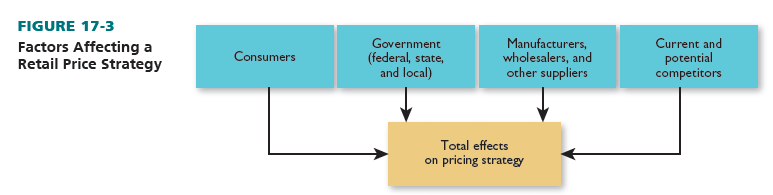 FIGURE 17-3
Factors Affecting a
Retail Price Strategy
Consumers
Government
(federal, state,
and local)
Manufacturers,
wholesalers, and
other suppliers
Current and
potential
competitors
Total effects
on pricing strategy